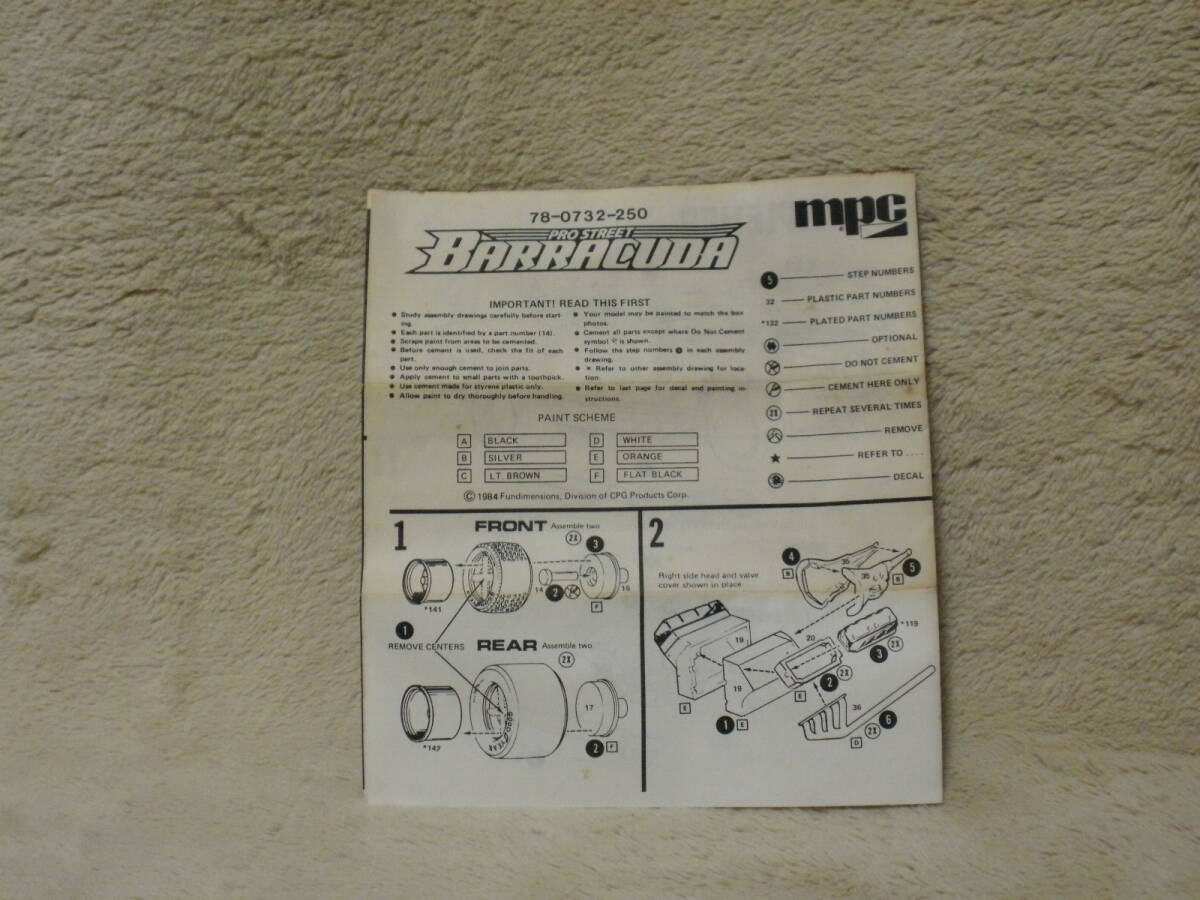 78-0732-250
mpc
PRO STREET
BARRACUDA
IMPORTANT! READ THIS FIRST
● Study assembly drawings carefully before start-
ing.
● Each part is identified by a part number (14).
● Scrape paint from areas to be cemented.
● Before cement is used, check the fit of each
part.
● Use only enough cement to join parts.
● Apply cement to small parts with a toothpick.
● Use cement made for styrene plastic only.
● Allow paint to dry thoroughly before handling.
● Your model may be painted to match the box
photos.
● Cement all parts except where Do Not Cement
symbol is shown.
● Follow the step numbers in each assembly
drawing.
● ★ Refer to other assembly drawing for loca-
tion.
● Refer to last page for decal and painting in-
structions.
5 STEP NUMBERS
32 PLASTIC PART NUMBERS
*132 PLATED PART NUMBERS
OPTIONAL
DO NOT CEMENT
CEMENT HERE ONLY
2X REPEAT SEVERAL TIMES
REMOVE
★ REFER TO ....
DECAL
PAINT SCHEME
A BLACK
B SILVER
C LT. BROWN
D WHITE
E ORANGE
F FLAT BLACK
© 1984 Fundimensions, Division of CPG Products Corp.
1
FRONT Assemble two
2X
3
*141
14
2
16
F
1
REMOVE CENTERS
REAR Assemble two
2X
GOODYEAR
17
*142
2 F
2
Right side head and valve
cover shown in place
4
B
35
35
5
B
19
19
20
*119
3 2X
2 2X
E
E
1 E
36
6
2X
D